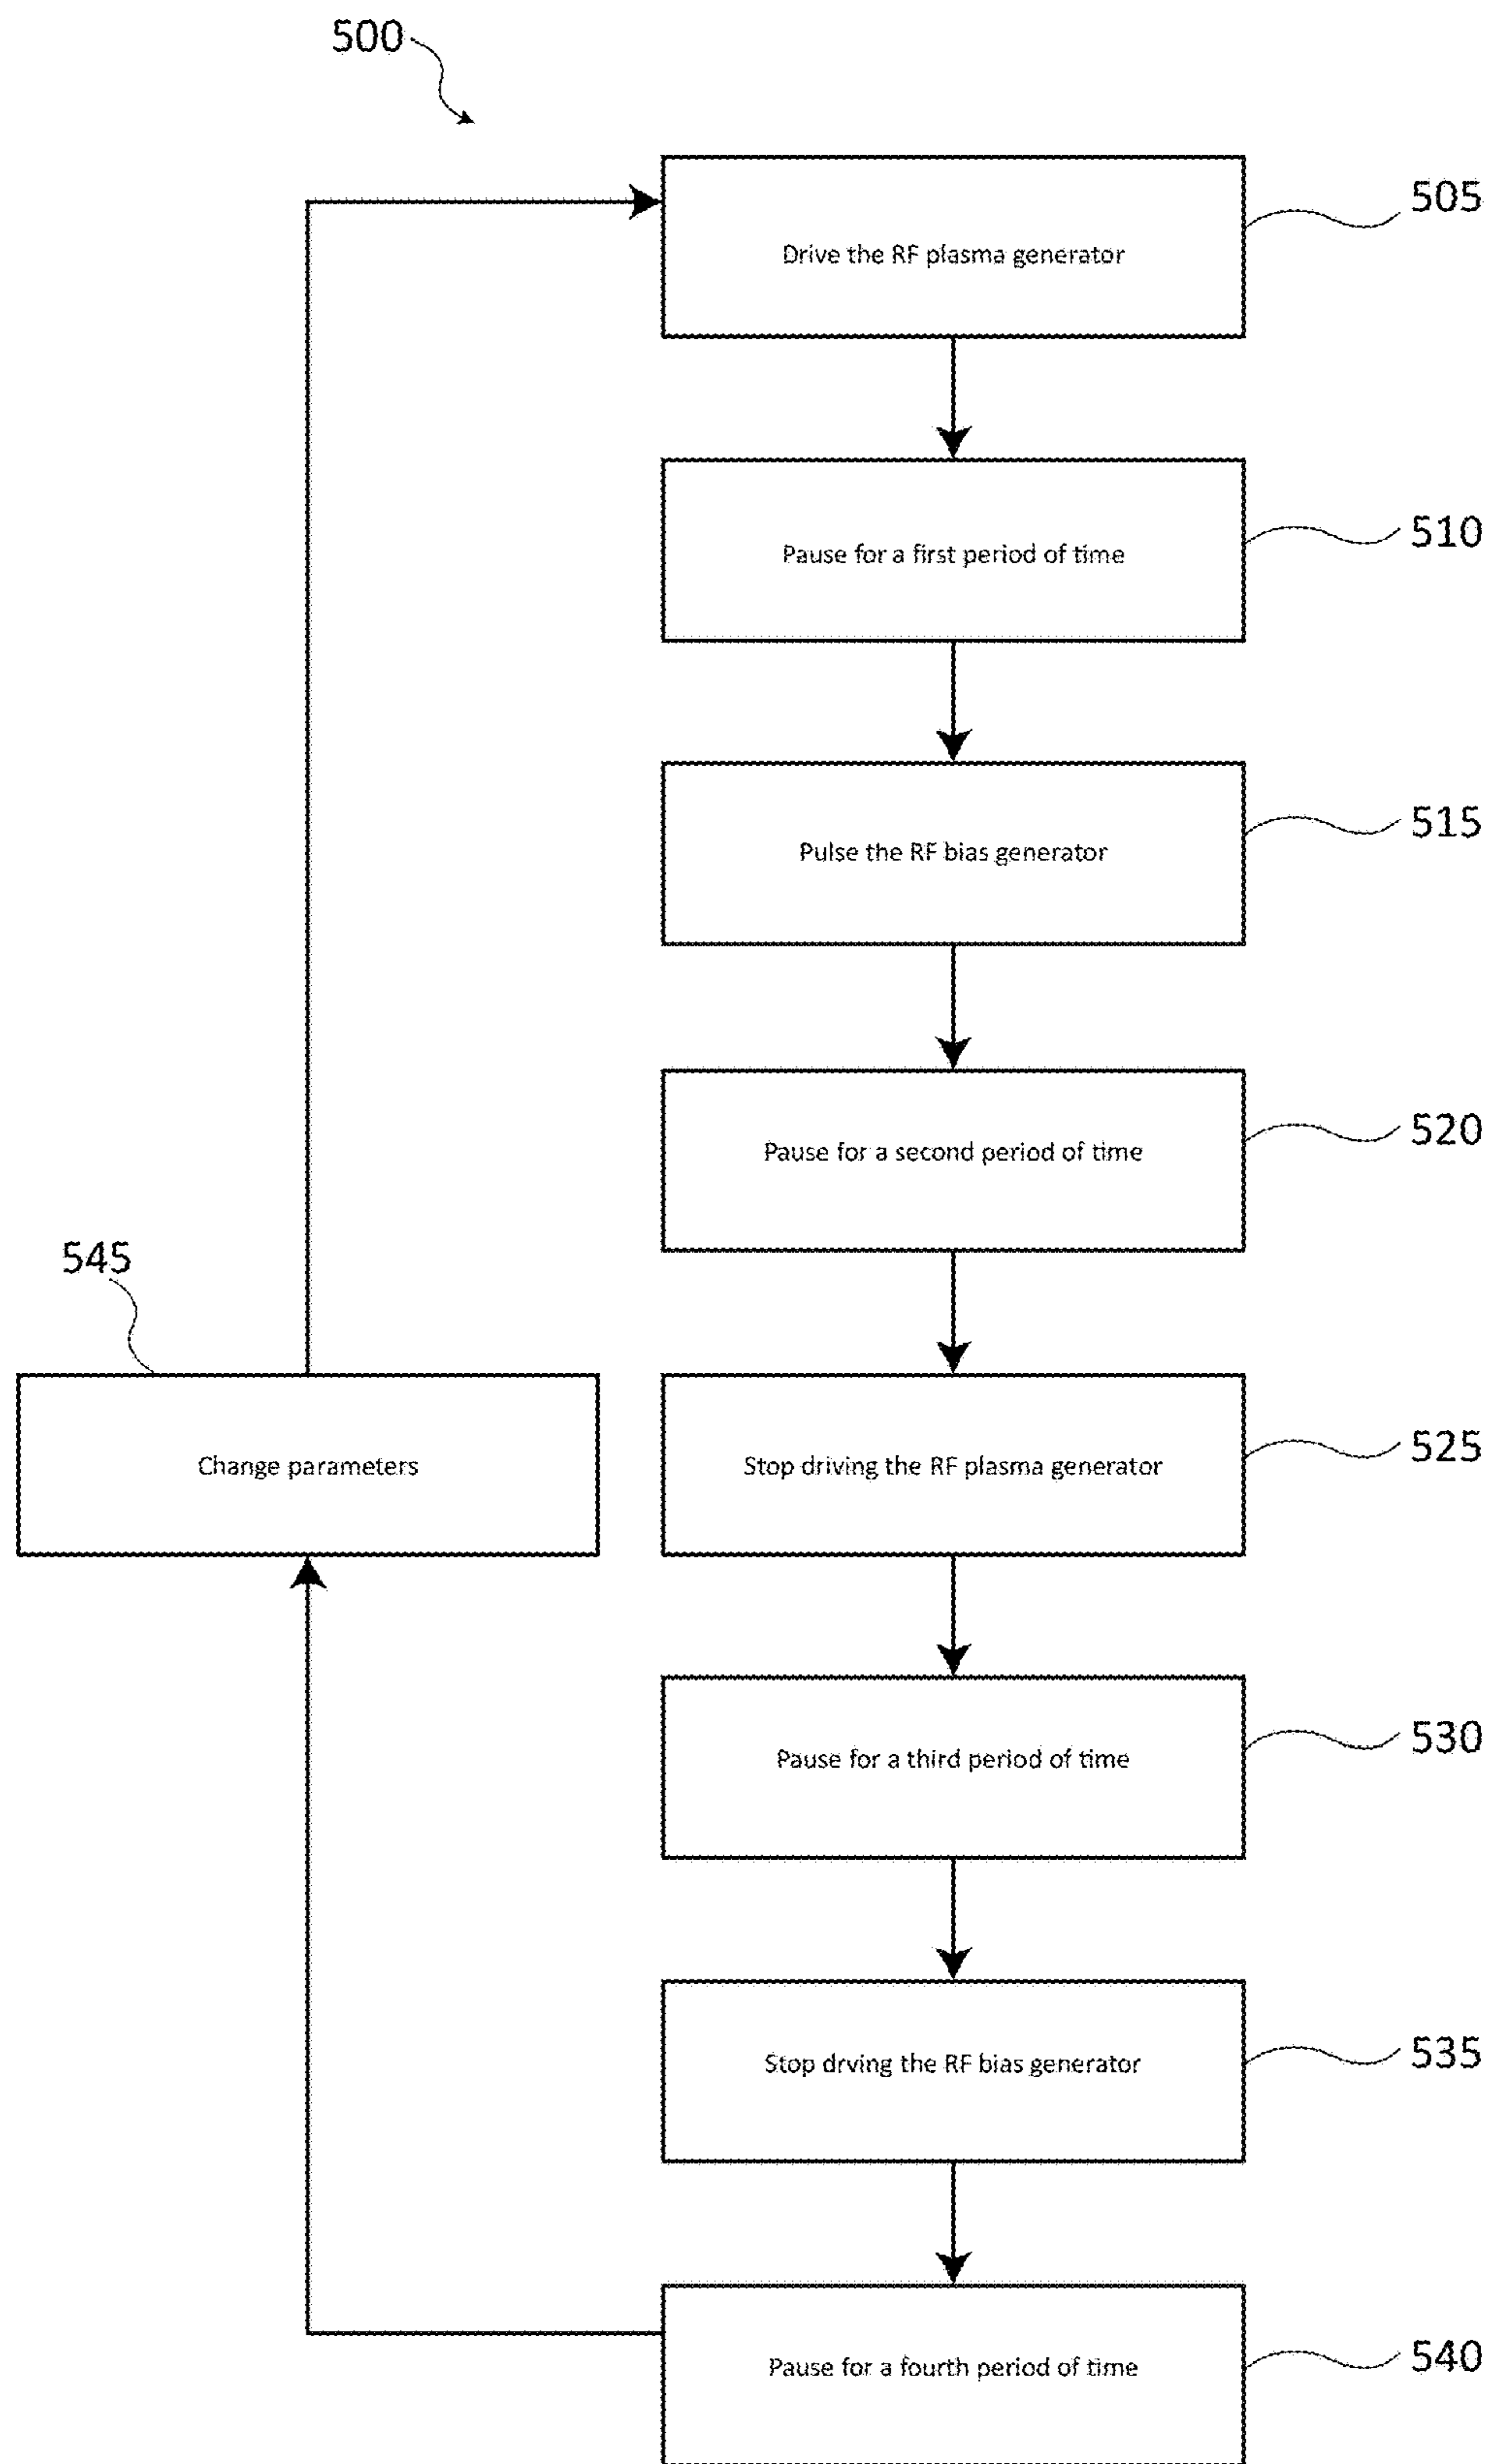 500
505
Drive the RF plasma generator
510
Pause for a first period of time
515
Pulse the RF bias generator
520
Pause for a second period of time
545
Change parameters
525
Stop driving the RF plasma generator
530
Pause for a third period of time
535
Stop drving the RF bias generator
540
Pause for a fourth period of time